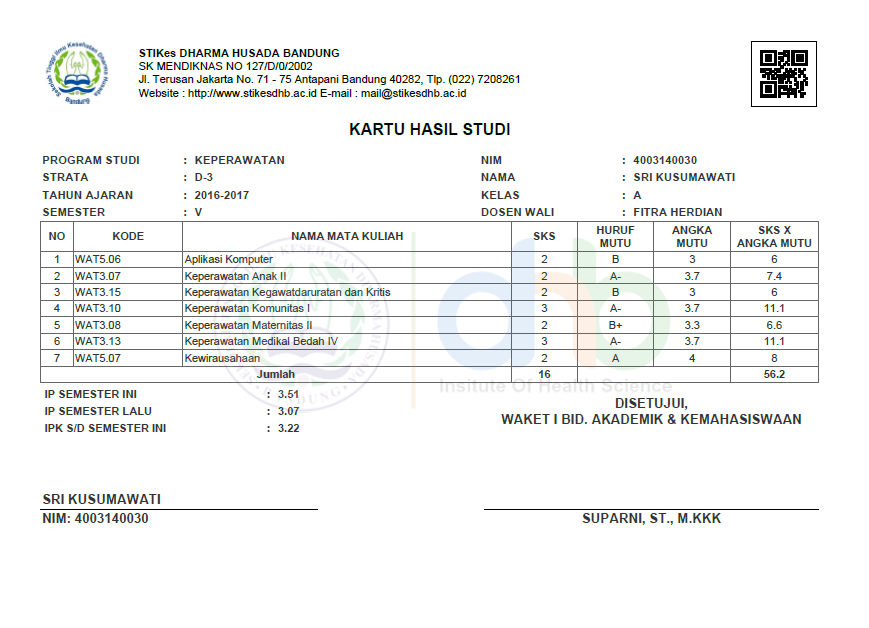 STIKes DHARMA HUSADA BANDUNG
SK MENDIKNAS NO 127/D/0/2002
Jl. Terusan Jakarta No. 71 - 75 Antapani Bandung 40282, Tlp. (022) 7208261
Website : http://www.stikesdhb.ac.id E-mail : mail@stikesdhb.ac.id
Sekolah Tinggi Ilmu Kesehatan Dharma Husada
Bandung
KARTU HASIL STUDI
PROGRAM STUDI : KEPERAWATAN NIM : 4003140030
STRATA : D-3 NAMA : SRI KUSUMAWATI
TAHUN AJARAN : 2016-2017 KELAS : A
SEMESTER : V DOSEN WALI : FITRA HERDIAN
NO KODE NAMA MATA KULIAH SKS HURUF MUTU ANGKA MUTU SKS X ANGKA MUTU
1 WAT5.06 Aplikasi Komputer 2 B 3 6
2 WAT3.07 Keperawatan Anak II 2 A- 3.7 7.4
3 WAT3.15 Keperawatan Kegawatdaruratan dan Kritis 2 B 3 6
4 WAT3.10 Keperawatan Komunitas I 3 A- 3.7 11.1
5 WAT3.08 Keperawatan Maternitas II 2 B+ 3.3 6.6
6 WAT3.13 Keperawatan Medikal Bedah IV 3 A- 3.7 11.1
7 WAT5.07 Kewirausahaan 2 A 4 8
Jumlah 16 56.2
dhb
Insitute Of Health Science
IP SEMESTER INI : 3.51
IP SEMESTER LALU : 3.07
IPK S/D SEMESTER INI : 3.22
DISETUJUI,
WAKET I BID. AKADEMIK & KEMAHASISWAAN
SRI KUSUMAWATI
NIM: 4003140030
SUPARNI, ST., M.KKK